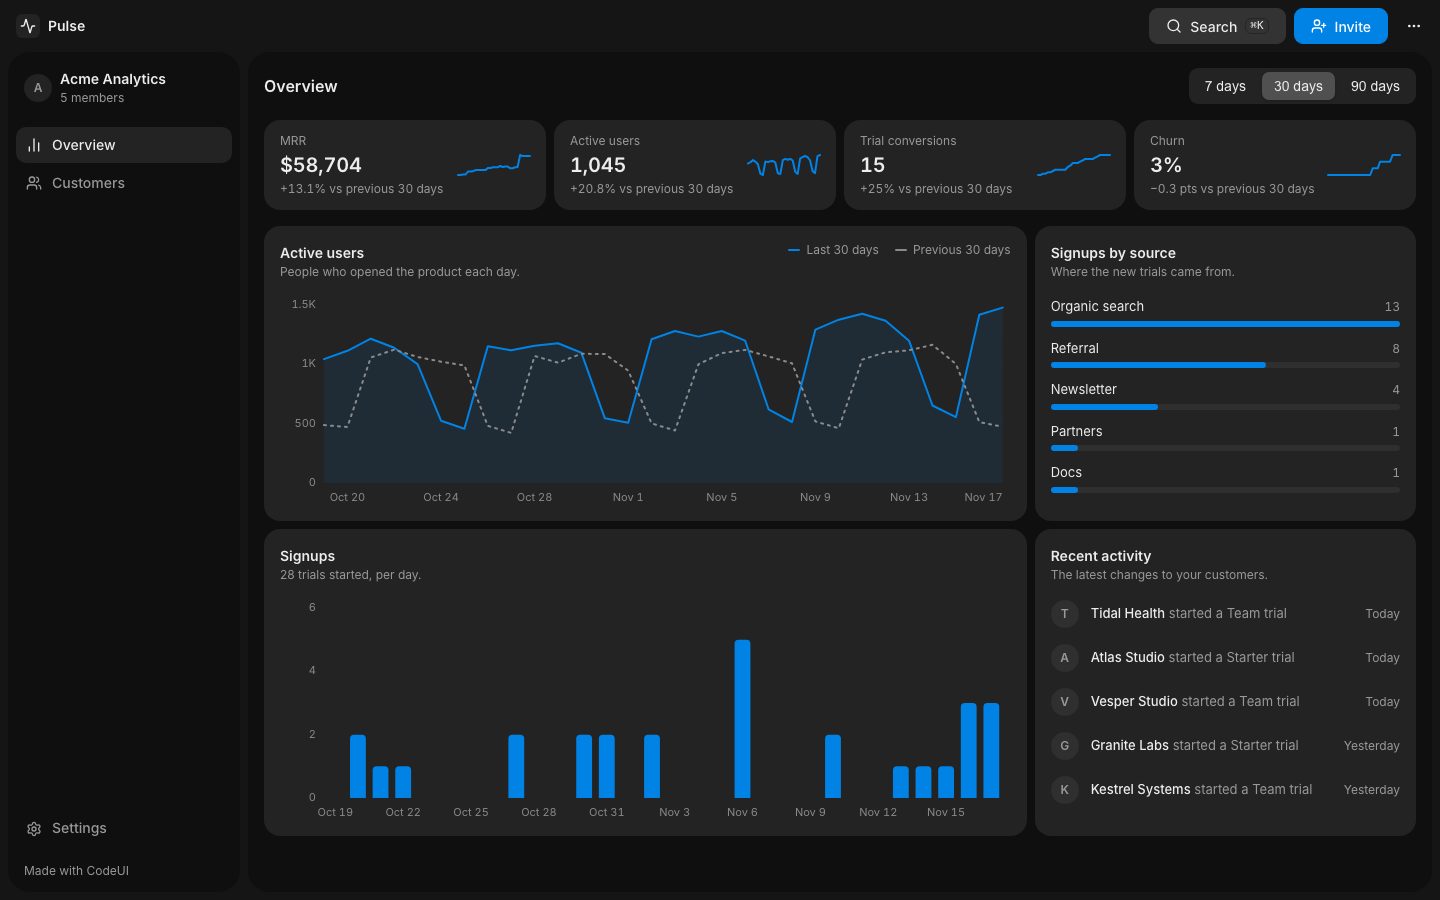 Pulse
Search ⌘K
Invite
A
Acme Analytics
5 members
Overview
Customers
Settings
Made with CodeUI
Overview
7 days
30 days
90 days
MRR
$58,704
+13.1% vs previous 30 days
Active users
1,045
+20.8% vs previous 30 days
Trial conversions
15
+25% vs previous 30 days
Churn
3%
−0.3 pts vs previous 30 days
Active users
People who opened the product each day.
Last 30 days
Previous 30 days
1.5K
1K
500
0
Oct 20
Oct 24
Oct 28
Nov 1
Nov 5
Nov 9
Nov 13
Nov 17
Signups by source
Where the new trials came from.
Organic search 13
Referral 8
Newsletter 4
Partners 1
Docs 1
Signups
28 trials started, per day.
6
4
2
0
Oct 19
Oct 22
Oct 25
Oct 28
Oct 31
Nov 3
Nov 6
Nov 9
Nov 12
Nov 15
Recent activity
The latest changes to your customers.
T Tidal Health started a Team trial Today
A Atlas Studio started a Starter trial Today
V Vesper Studio started a Team trial Today
G Granite Labs started a Starter trial Yesterday
K Kestrel Systems started a Team trial Yesterday